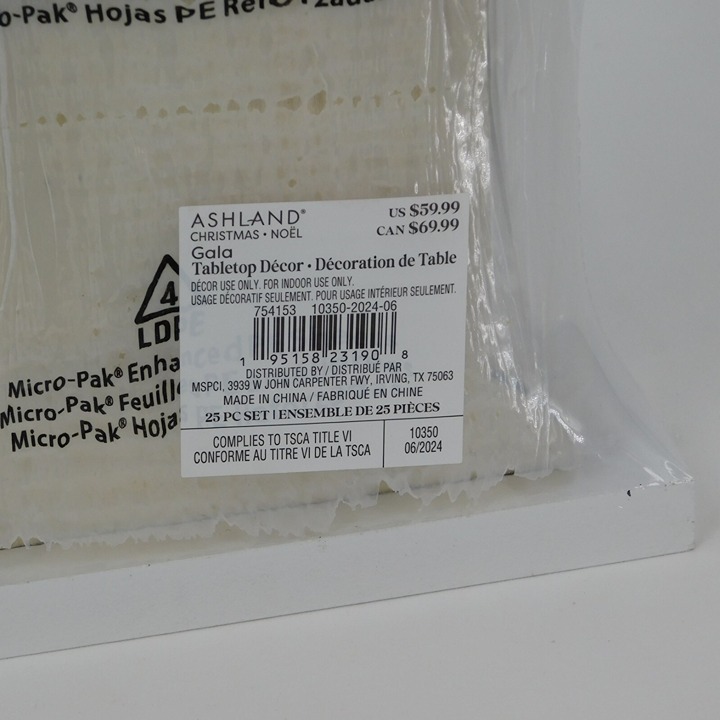 o-Pak® Hojas PE
ASHLAND®
CHRISTMAS • NOËL
US $59.99
CAN $69.99
Gala
Tabletop Décor • Décoration de Table
DÉCOR USE ONLY. FOR INDOOR USE ONLY.
USAGE DÉCORATIF SEULEMENT. POUR USAGE INTÉRIEUR SEULEMENT.
754153 10350-2024-06
1 95158 23190 8
DISTRIBUTED BY / DISTRIBUÉ PAR
MSPCI, 3939 W JOHN CARPENTER FWY, IRVING, TX 75063
MADE IN CHINA / FABRIQUÉ EN CHINE
25 PC SET | ENSEMBLE DE 25 PIÈCES
COMPLIES TO TSCA TITLE VI
CONFORME AU TITRE VI DE LA TSCA
10350
06/2024
4
LDPE
Micro-Pak® Enha
Micro-Pak® Feuill
Micro-Pak® Hoja